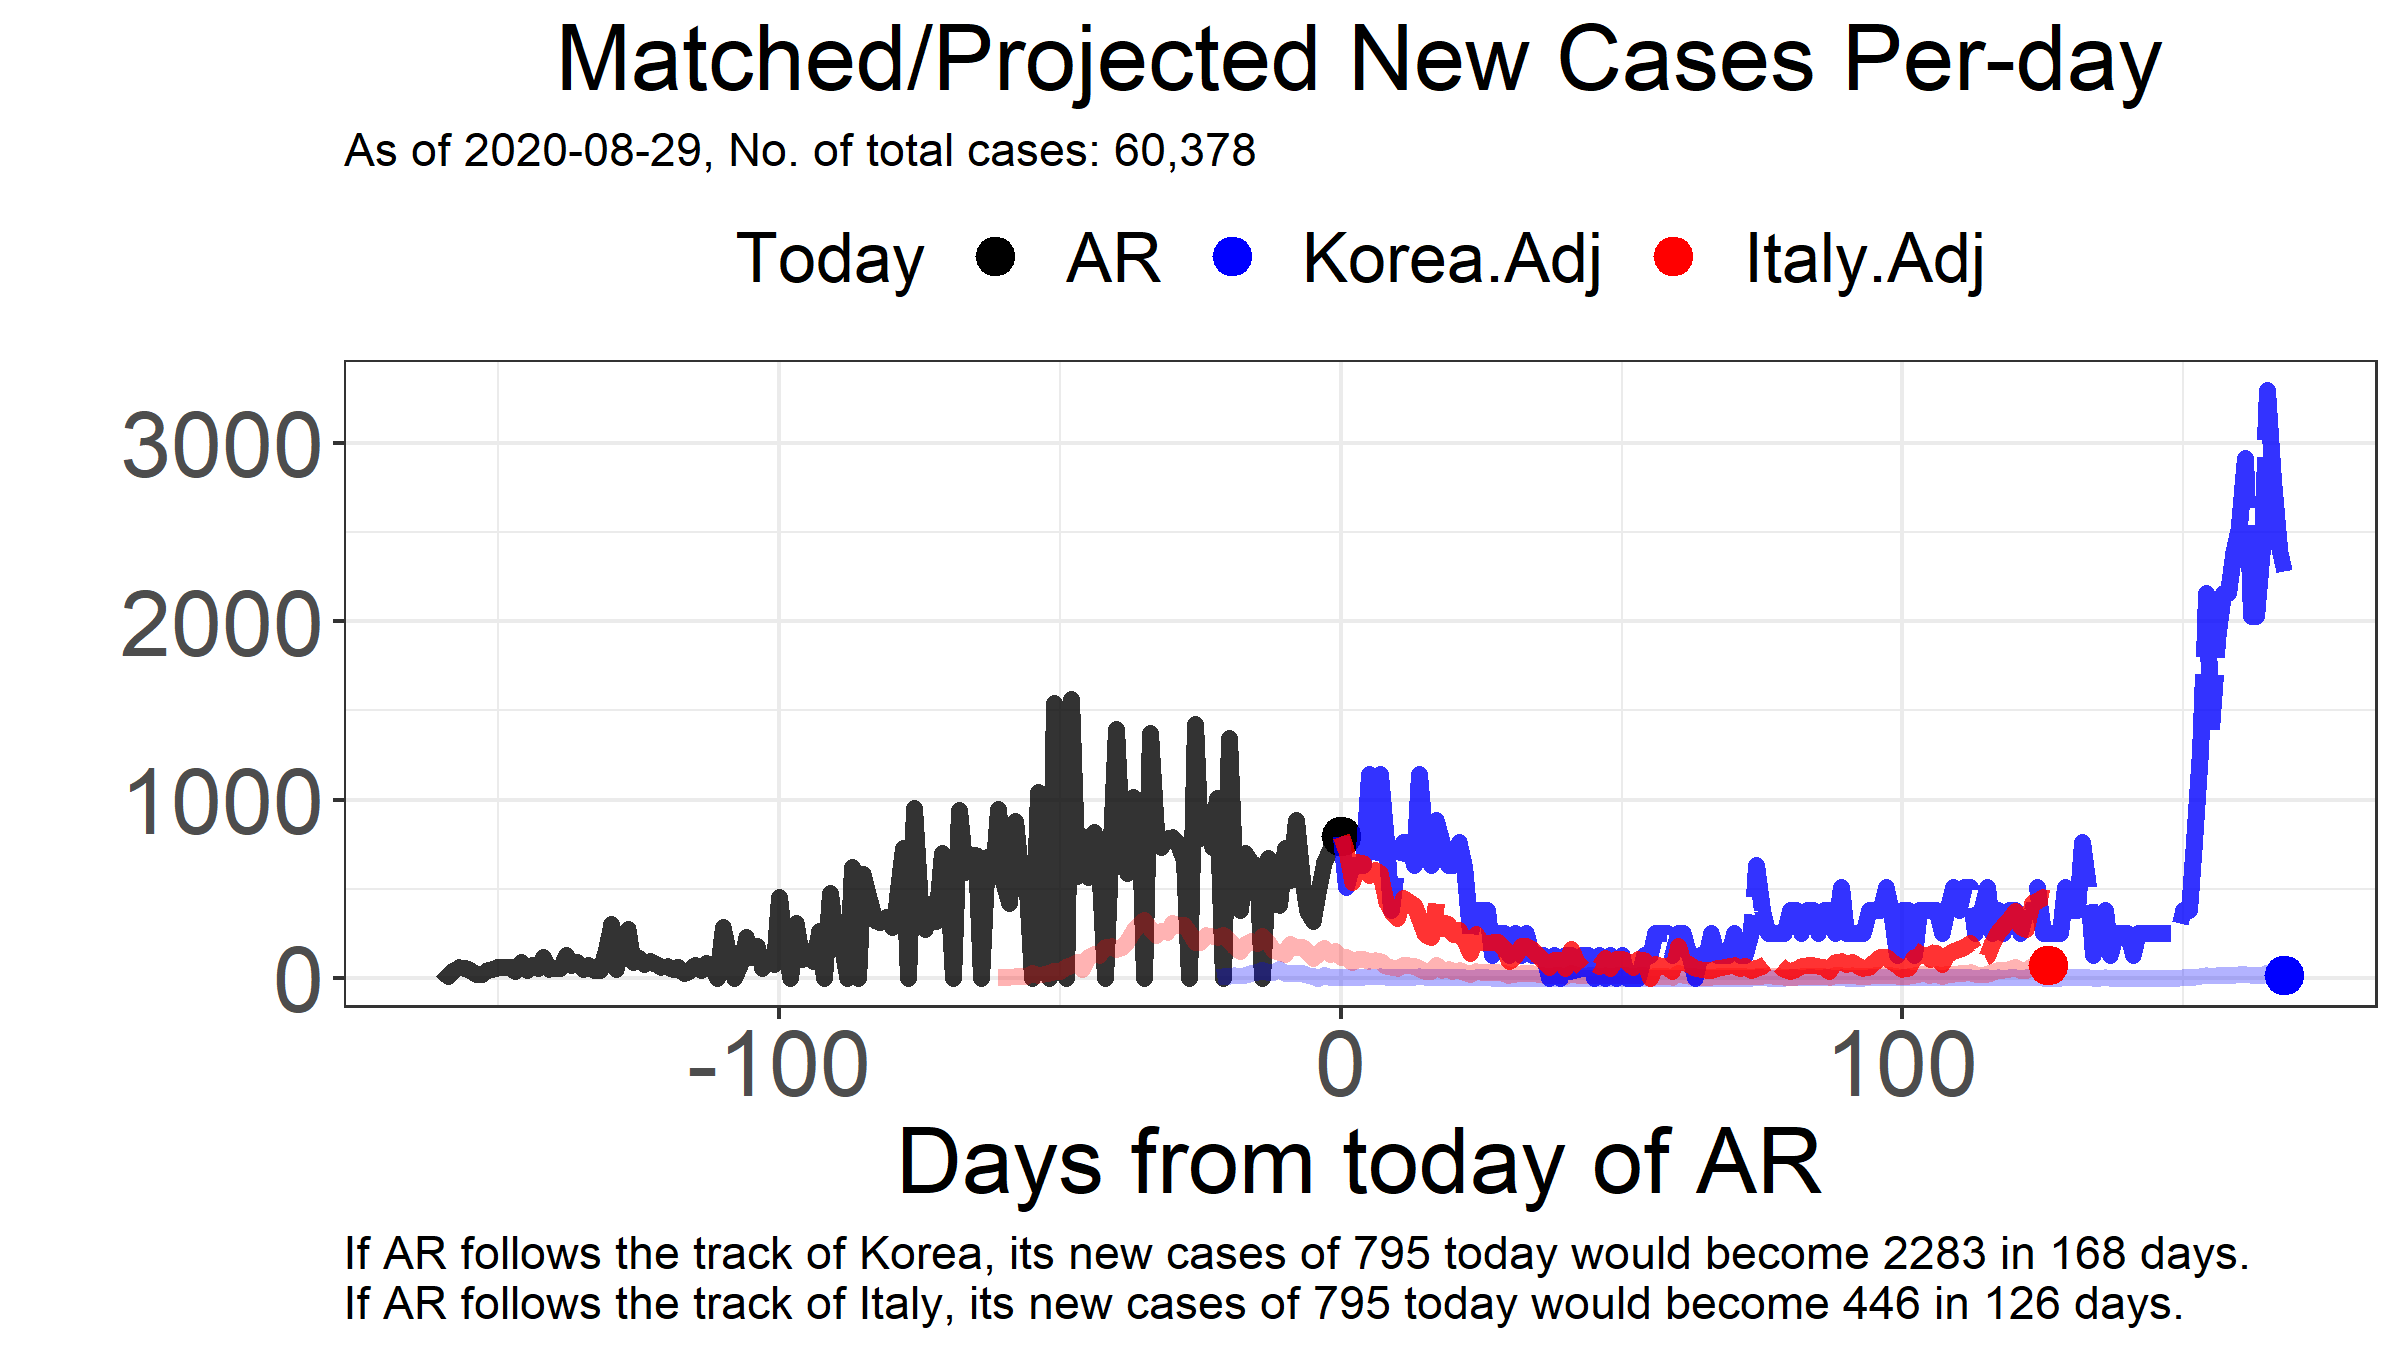 Matched/Projected New Cases Per-day
As of 2020-08-29, No. of total cases: 60,378
Today AR Korea.Adj Italy.Adj
3000
2000
1000
0
-100 0 100
Days from today of AR
If AR follows the track of Korea, its new cases of 795 today would become 2283 in 168 days.
If AR follows the track of Italy, its new cases of 795 today would become 446 in 126 days.